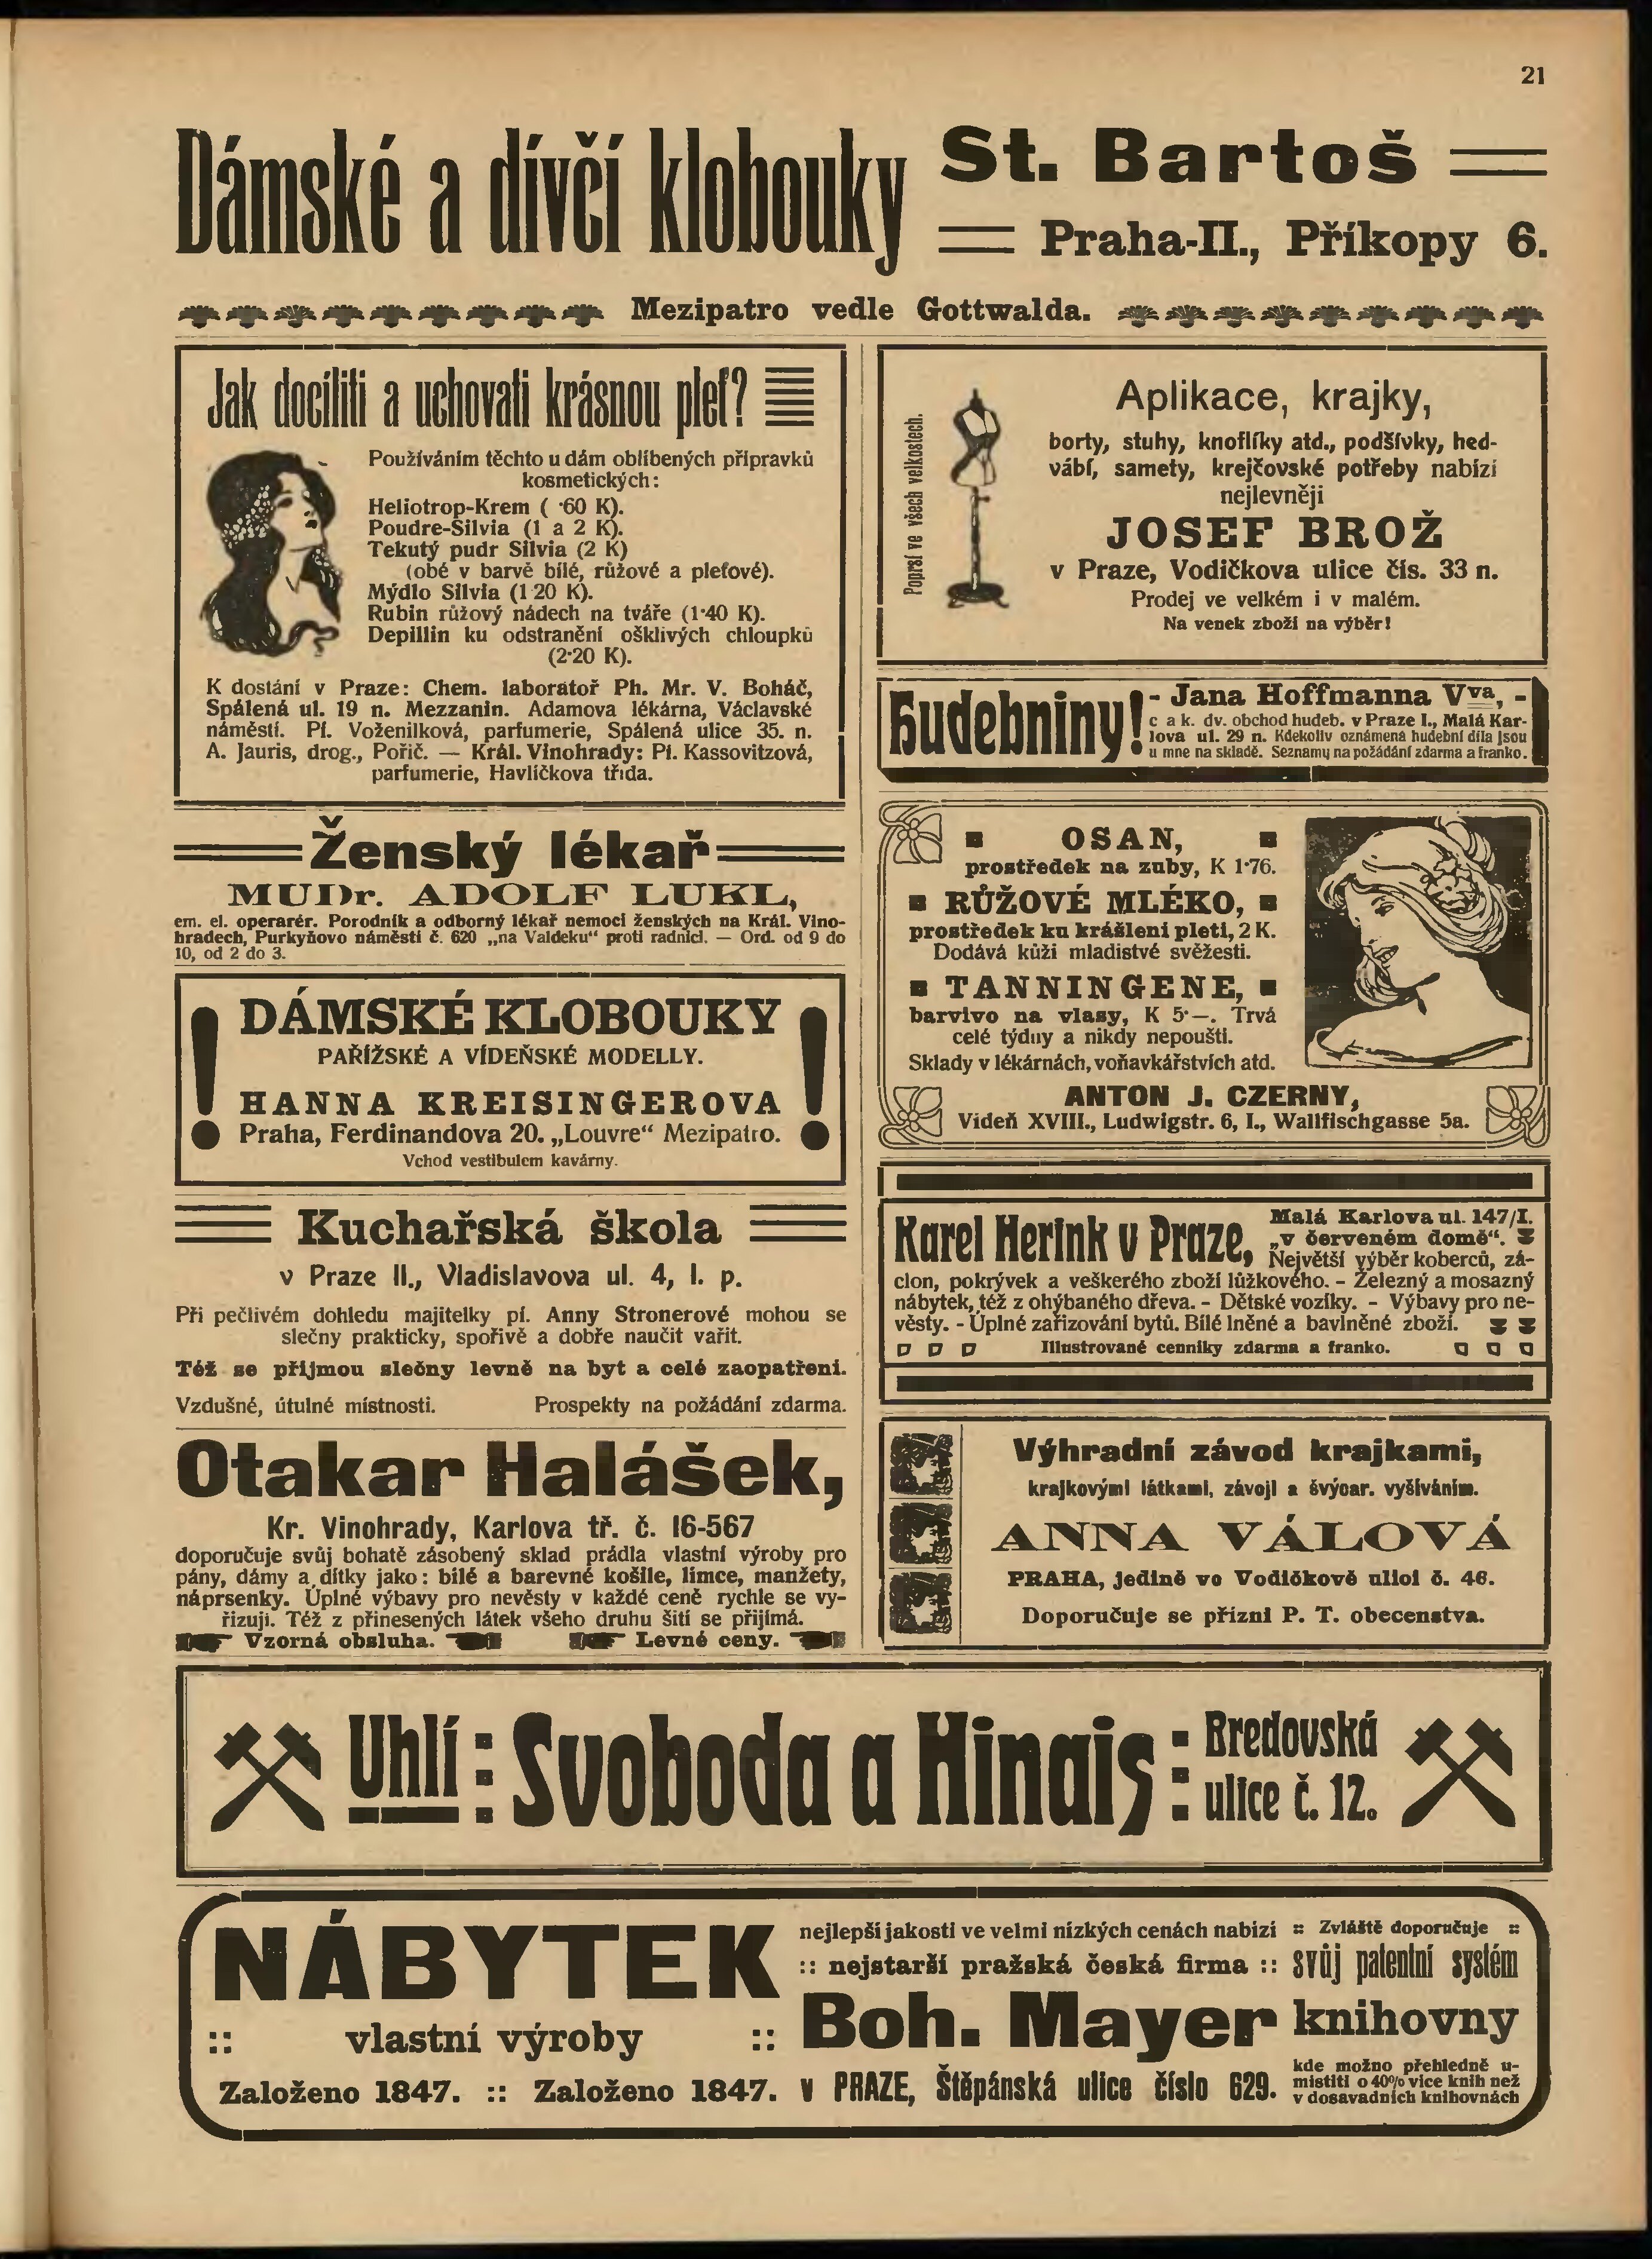 21
Dámské a dívčí klobouky
St. Bartoš
Praha-II., Příkopy 6.
Mezipatro vedle Gottwalda.
Jak docíliti a uchovati krásnou pleť?
Používáním těchto u dám oblíbených přípravků
kosmetických:
Heliotrop-Krem ( ·60 K).
Poudre-Silvia (1 a 2 K).
Tekutý pudr Silvia (2 K)
(obé v barvě bílé, růžové a pleťové).
Mýdlo Silvia (1 20 K).
Rubin růžový nádech na tváře (1·40 K).
Depillin ku odstranění ošklivých chloupků
(2·20 K).
K dostání v Praze: Chem. laboratoř Ph. Mr. V. Boháč,
Spálená ul. 19 n. Mezzanin. Adamova lékárna, Václavské
náměstí. Pí. Voženilková, parfumerie, Spálená ulice 35. n.
A. Jauris, drog., Poříč. — Král. Vinohrady: Pí. Kassovitzová,
parfumerie, Havlíčkova třída.
Ženský lékař
MUDr. ADOLF LUKL,
em. el. operarér. Porodník a odborný lékař nemocí ženských na Král. Vino-
hradech, Purkyňovo náměstí č. 620 „na Valdeku“ proti radnici. — Ord. od 9 do
10, od 2 do 3.
! DÁMSKÉ KLOBOUKY !
PAŘÍŽSKÉ A VÍDEŇSKÉ MODELLY.
HANNA KREISINGEROVA
Praha, Ferdinandova 20. „Louvre“ Mezipatro.
Vchod vestibulem kavárny.
Kuchařská škola
v Praze II., Vladislavova ul. 4, I. p.
Při pečlivém dohledu majitelky pí. Anny Stronerové mohou se
slečny prakticky, spořivě a dobře naučit vařit.
Též se přijmou slečny levně na byt a celé zaopatření.
Vzdušné, útulné místnosti. Prospekty na požádání zdarma.
Otakar Halášek,
Kr. Vinohrady, Karlova tř. č. 16-567
doporučuje svůj bohatě zásobený sklad prádla vlastní výroby pro
pány, dámy a dítky jako: bílé a barevné košile, límce, manžety,
náprsenky. Úplné výbavy pro nevěsty v každé ceně rychle se vy-
řizují. Též z přinesených látek všeho druhu šití se přijímá.
Vzorná obsluha. Levné ceny.
Poprsí ve všech velkostech.
Aplikace, krajky,
borty, stuhy, knoflíky atd., podšívky, hed-
vábí, samety, krejčovské potřeby nabízí
nejlevněji
JOSEF BROŽ
v Praze, Vodičkova ulice čís. 33 n.
Prodej ve velkém i v malém.
Na venek zboží na výběr!
Hudebniny!
- Jana Hoffmanna Vva, -
c a k. dv. obchod hudeb. v Praze I., Malá Kar-
lova ul. 29 n. Kdekoliv oznámená hudební díla jsou
u mne na skladě. Seznamy na požádání zdarma a franko.
OSAN,
prostředek na zuby, K 1·76.
RŮŽOVÉ MLÉKO,
prostředek ku krášlení pleti, 2 K.
Dodává kůži mladistvé svěžesti.
TANNINGENE,
barvivo na vlasy, K 5·—. Trvá
celé týdny a nikdy nepouští.
Sklady v lékárnách, voňavkářstvích atd.
ANTON J. CZERNY,
Vídeň XVIII., Ludwigstr. 6, I., Wallfischgasse 5a.
Karel Herink v Praze,
Malá Karlova ul. 147/I.
„v červeném domě“.
Největší výběr koberců, zá-
clon, pokrývek a veškerého zboží lůžkového. - Železný a mosazný
nábytek, též z ohýbaného dřeva. - Dětské vozíky. - Výbavy pro ne-
věsty. - Úplné zařizování bytů. Bílé lněné a bavlněné zboží.
Illustrované cenníky zdarma a franko.
Výhradní závod krajkami,
krajkovými látkami, závoji a švýcar. vyšíváním.
ANNA VÁLOVÁ
PRAHA, jedině ve Vodičkově ulici č. 46.
Doporučuje se přízni P. T. obecenstva.
Uhlí : Svoboda a Hinais :
Bredovská
ulice č. 12.
NÁBYTEK
:: vlastní výroby ::
Založeno 1847. :: Založeno 1847.
nejlepší jakosti ve velmi nízkých cenách nabízí
:: nejstarší pražská česká firma ::
Boh. Mayer
v PRAZE, Štěpánská ulice číslo 629.
:: Zvláště doporučuje ::
svůj patentní systém
knihovny
kde možno přehledně u-
místiti o 40% více knih než
v dosavadních knihovnách